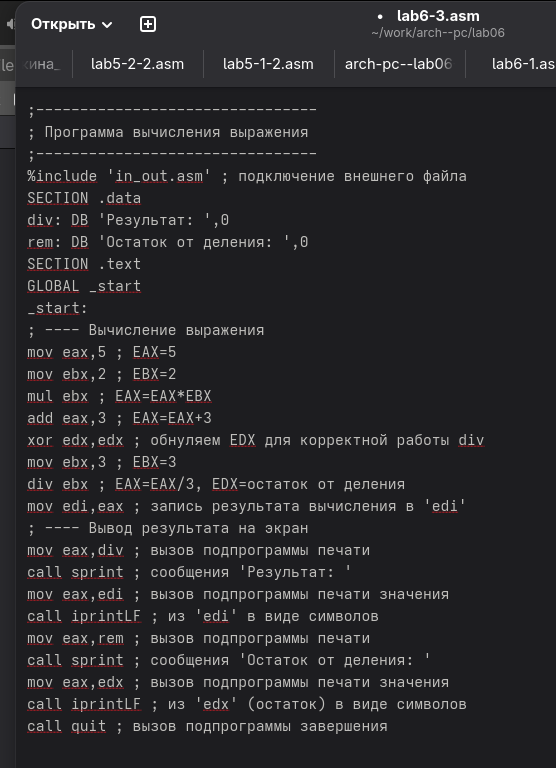 Открыть
• lab6-3.asm
~/work/arch--pc/lab06
lab5-2-2.asm
lab5-1-2.asm
arch-pc--lab06
lab6-1.as
;--------------------------------
; Программа вычисления выражения
;--------------------------------
%include 'in_out.asm' ; подключение внешнего файла
SECTION .data
div: DB 'Результат: ',0
rem: DB 'Остаток от деления: ',0
SECTION .text
GLOBAL _start
_start:
; ---- Вычисление выражения
mov eax,5 ; EAX=5
mov ebx,2 ; EBX=2
mul ebx ; EAX=EAX*EBX
add eax,3 ; EAX=EAX+3
xor edx,edx ; обнуляем EDX для корректной работы div
mov ebx,3 ; EBX=3
div ebx ; EAX=EAX/3, EDX=остаток от деления
mov edi,eax ; запись результата вычисления в 'edi'
; ---- Вывод результата на экран
mov eax,div ; вызов подпрограммы печати
call sprint ; сообщения 'Результат: '
mov eax,edi ; вызов подпрограммы печати значения
call iprintLF ; из 'edi' в виде символов
mov eax,rem ; вызов подпрограммы печати
call sprint ; сообщения 'Остаток от деления: '
mov eax,edx ; вызов подпрограммы печати значения
call iprintLF ; из 'edx' (остаток) в виде символов
call quit ; вызов подпрограммы завершения